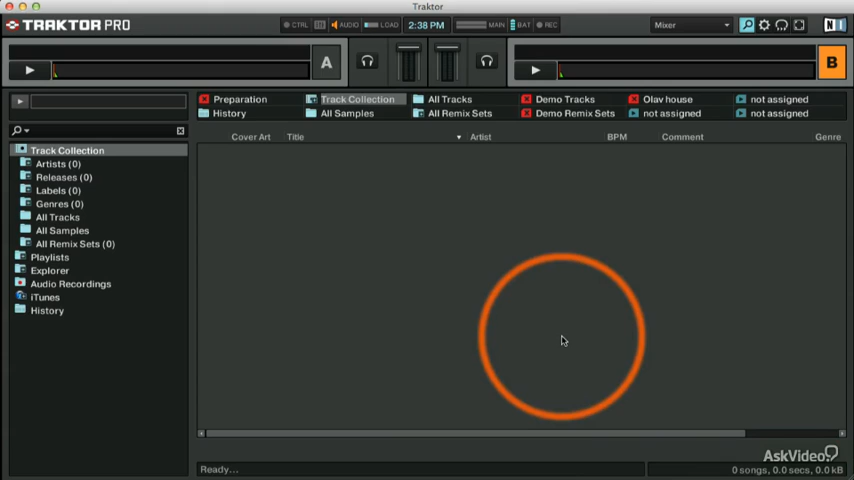 Traktor
TRAKTOR PRO
CTRL AUDIO LOAD 2:38 PM MAIN BAT REC Mixer
A B
Preparation Track Collection All Tracks Demo Tracks Olav house not assigned
History All Samples All Remix Sets Demo Remix Sets not assigned not assigned
Cover Art Title Artist BPM Comment Genre
Track Collection
Artists (0)
Releases (0)
Labels (0)
Genres (0)
All Tracks
All Samples
All Remix Sets (0)
Playlists
Explorer
Audio Recordings
iTunes
History
AskVideo
Ready... 0 songs, 0.0 secs, 0.0 kB